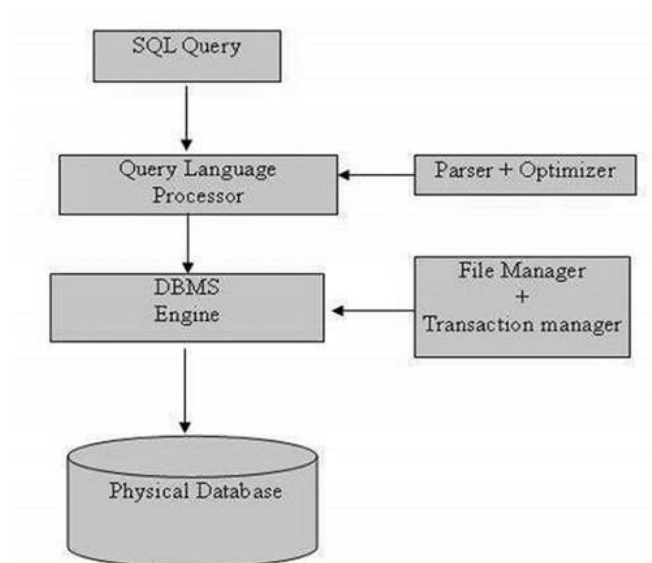 SQL Query
Query Language
Processor
Parser + Optimizer
DBMS
Engine
File Manager
+
Transaction manager
Physical Database